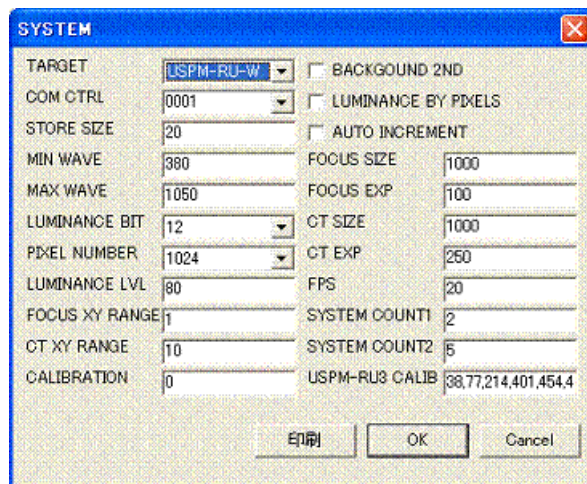 SYSTEM
TARGET USPM-RU-W BACKGOUND 2ND
COM CTRL 0001 LUMINANCE BY PIXELS
STORE SIZE 20 AUTO INCREMENT
MIN WAVE 380 FOCUS SIZE 1000
MAX WAVE 1050 FOCUS EXP 100
LUMINANCE BIT 12 CT SIZE 1000
PIXEL NUMBER 1024 CT EXP 250
LUMINANCE LVL 80 FPS 20
FOCUS XY RANGE 1 SYSTEM COUNT1 2
CT XY RANGE 10 SYSTEM COUNT2 5
CALIBRATION 0 USPM-RU3 CALIB 38,77,214,401,454,4
印刷 OK Cancel